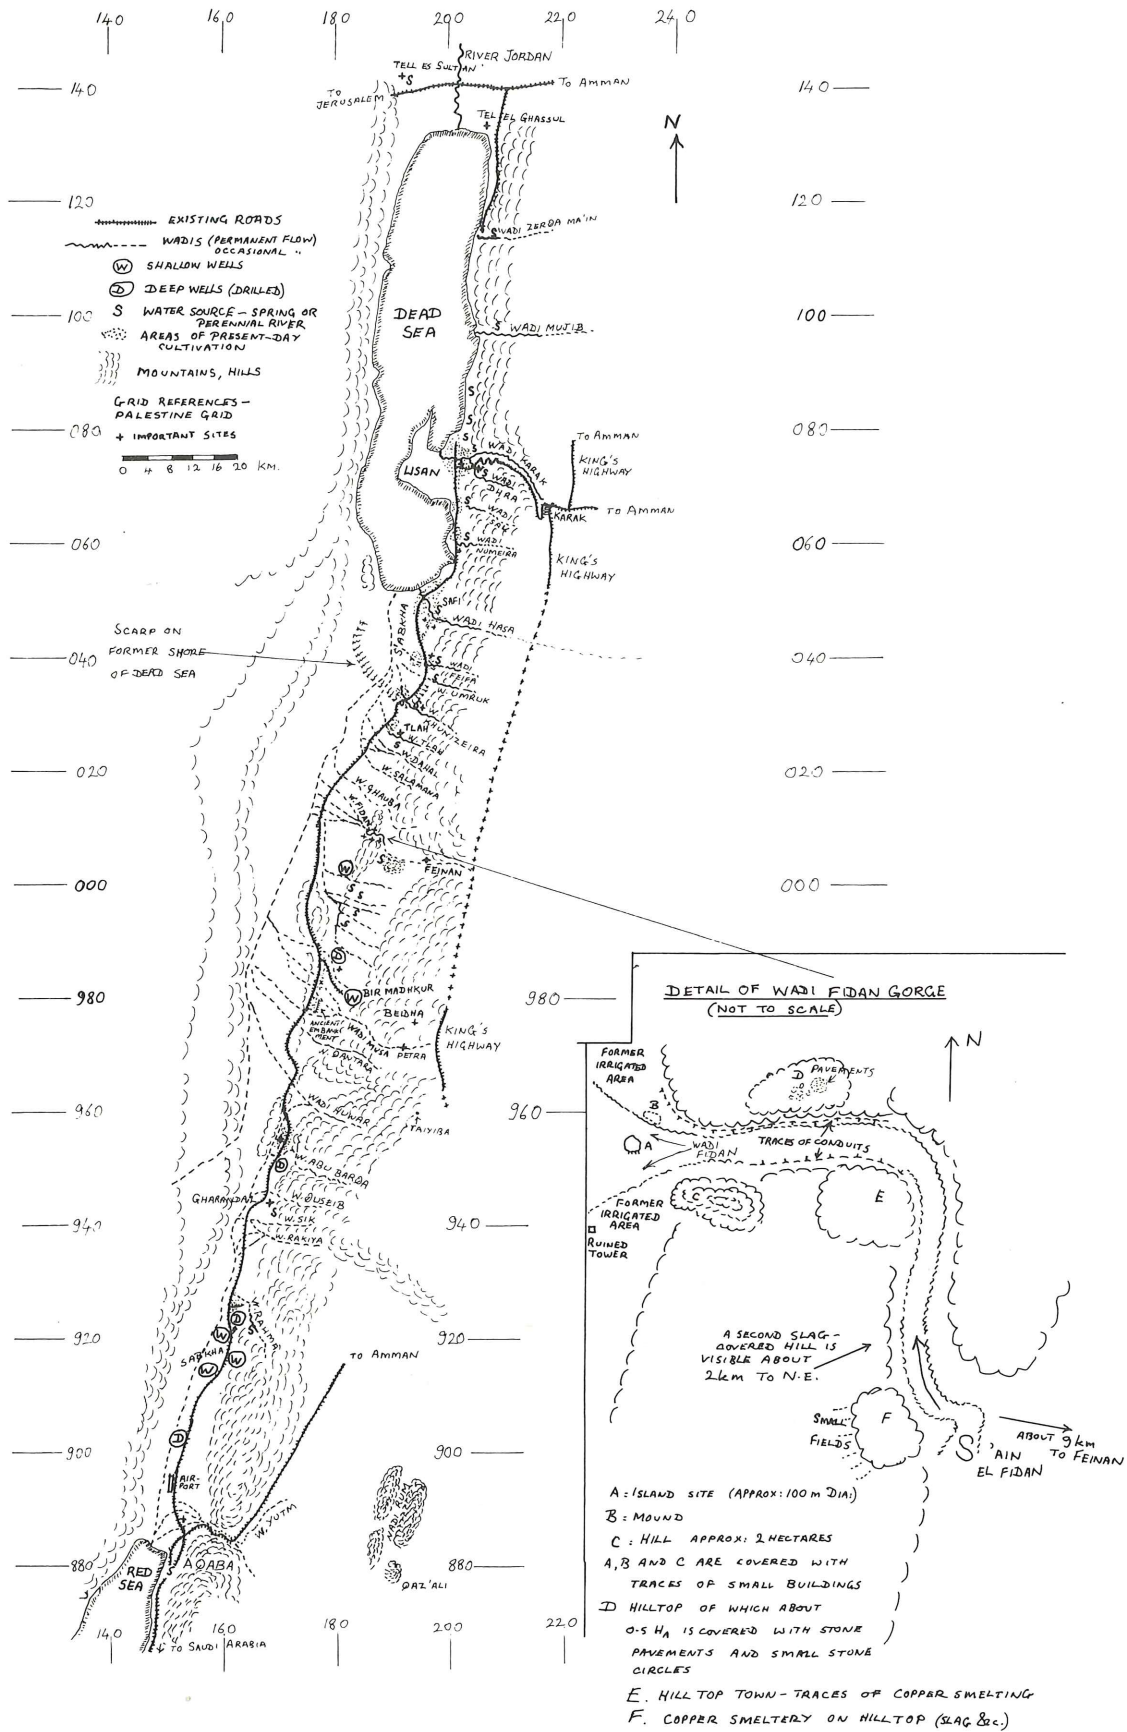 140 160 180 200 220 240
RIVER JORDAN
TELL ES SULTAN
S
TO AMMAN
140
TO
JERUSALEM
140
TEL EL GHASSUL
N
120
120
EXISTING ROADS
WADIS (PERMANENT FLOW)
OCCASIONAL "
W SHALLOW WELLS
D DEEP WELLS (DRILLED)
S WATER SOURCE - SPRING OR
PERENNIAL RIVER
AREAS OF PRESENT-DAY
CULTIVATION
MOUNTAINS, HILLS
GRID REFERENCES -
PALESTINE GRID
+ IMPORTANT SITES
0 4 8 12 16 20 KM.
S WADI ZERQA MA'IN
100
100
DEAD
SEA
S WADI MUJIB
S
S
S
S
080
080
TO AMMAN
KING'S
HIGHWAY
WADI KARAK
LISAN
W S WADI
DHRA
KARAK
TO AMMAN
S WADI
060
060
S WADI
NUMEIRA
KING'S
HIGHWAY
SAFI
S
WADI HASA
SABKHA
SCARP ON
FORMER SHORE
OF DEAD SEA
040
040
S WADI
FEIFA
S W. UMRUK
S W.
KHUNIZEIRA
TLAH
S W. TLAH
S W. DAHAL
W. SALAMANA
020
020
W. GHAUBA
W. FIDAN
S
FEINAN
W
000
000
S S
S S
S
D
W BIR MADHKUR
980
980
BEIDHA
ANCIENT
EMBANK
MENT
WADI MUSA
PETRA
KING'S
HIGHWAY
N. QAUTARA
960
960
WADI HUWAR
TAIYIBA
D
W. ABU BARQA
GHARANDAL
S
W. QUSEIB
W. SIK
W. RAKIYA
940
940
W. RAHMA
D
W
S
SABKHA
W
W
920
920
TO AMMAN
D
900
900
AIR-
PORT
W. YUTM
880
880
RED
SEA
S
AQABA
QAZ'ALI
140 160 180 200 220
TO SAUDI ARABIA
DETAIL OF WADI FIDAN GORGE
(NOT TO SCALE)
N
FORMER
IRRIGATED
AREA
D PAVEMENTS
B
A
WADI
FIDAN
TRACES OF CONDUITS
C
E
FORMER
IRRIGATED
AREA
RUINED
TOWER
A SECOND SLAG-
COVERED HILL IS
VISIBLE ABOUT
2km TO N.E.
SMALL
FIELDS
F
S
'AIN
EL FIDAN
ABOUT 9km
TO FEINAN
A : ISLAND SITE (APPROX: 100 m DIA:)
B : MOUND
C : HILL APPROX: 2 HECTARES
A, B AND C ARE COVERED WITH
TRACES OF SMALL BUILDINGS
D HILLTOP OF WHICH ABOUT
0.5 HA IS COVERED WITH STONE
PAVEMENTS AND SMALL STONE
CIRCLES
E. HILL TOP TOWN - TRACES OF COPPER SMELTING
F. COPPER SMELTERY ON HILLTOP (SLAG &c.)